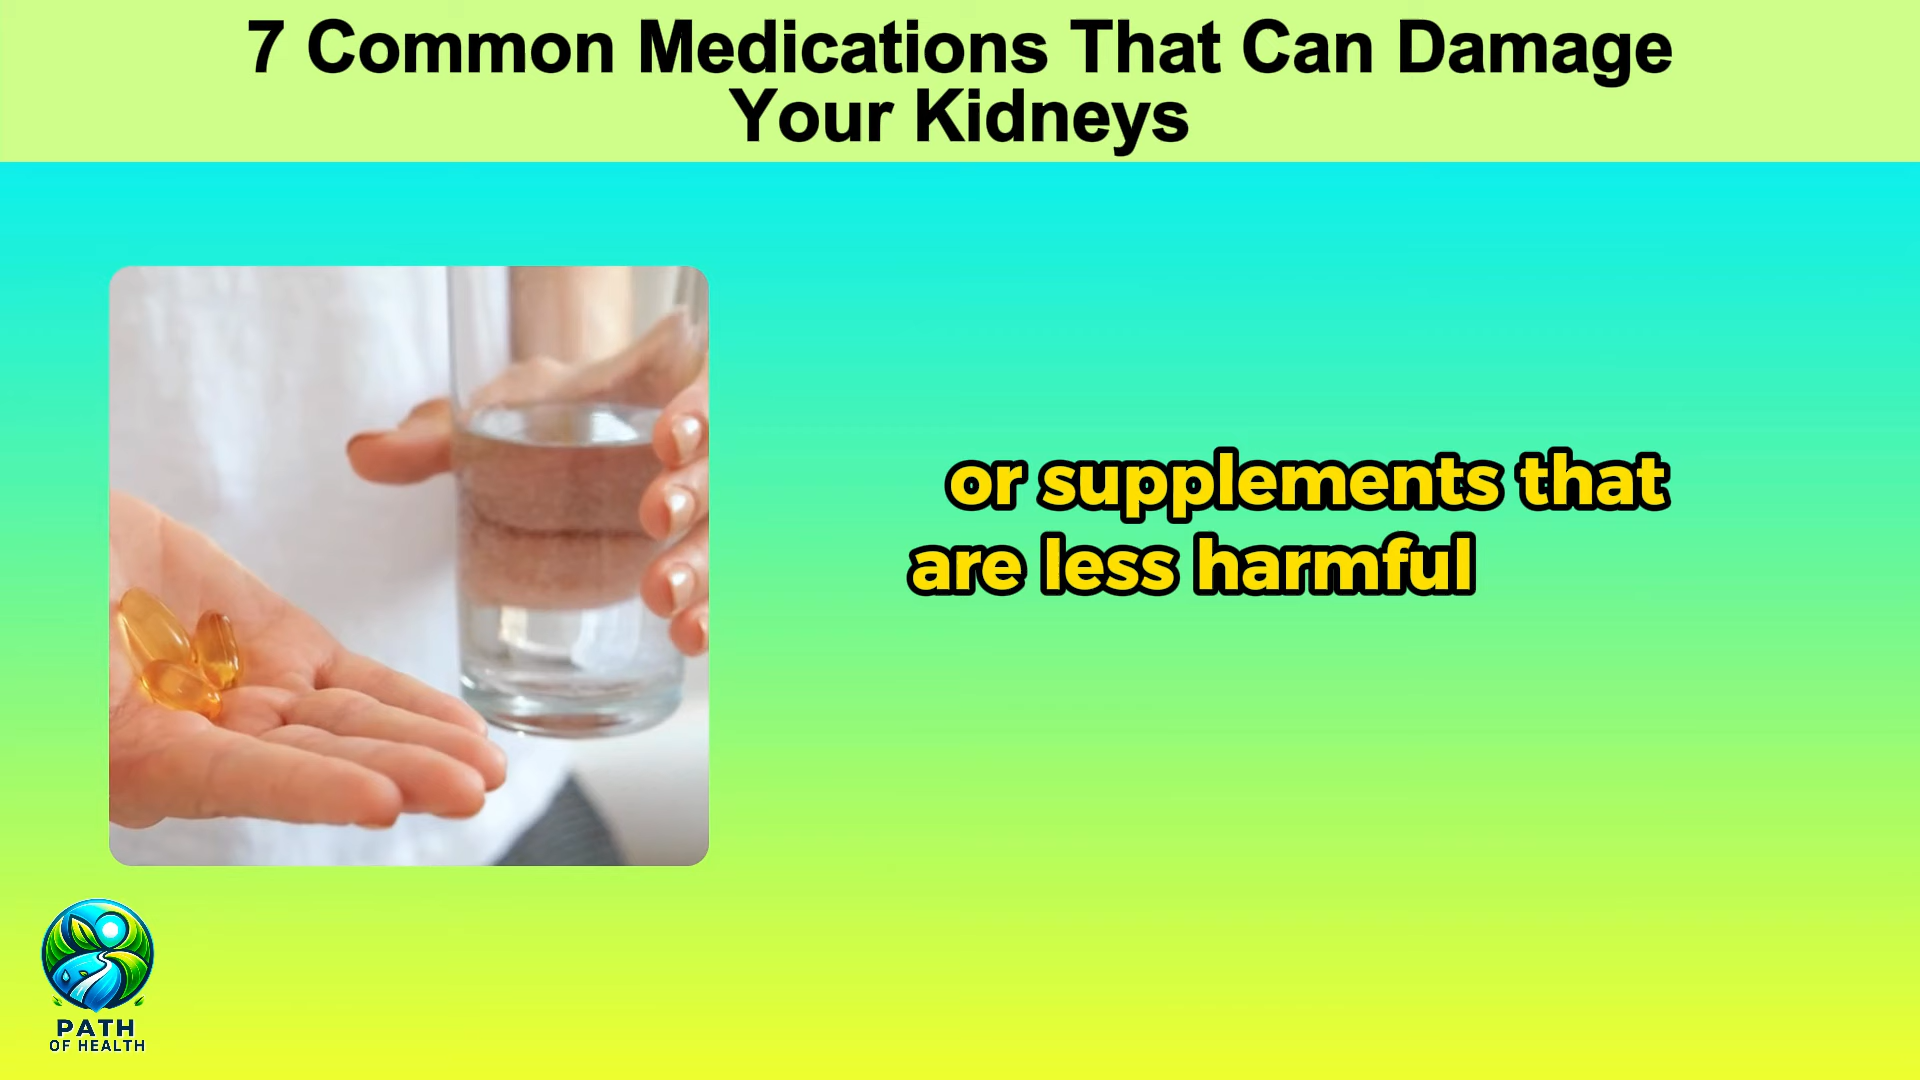 7 Common Medications That Can Damage
Your Kidneys
or supplements that
are less harmful
PATH
OF HEALTH